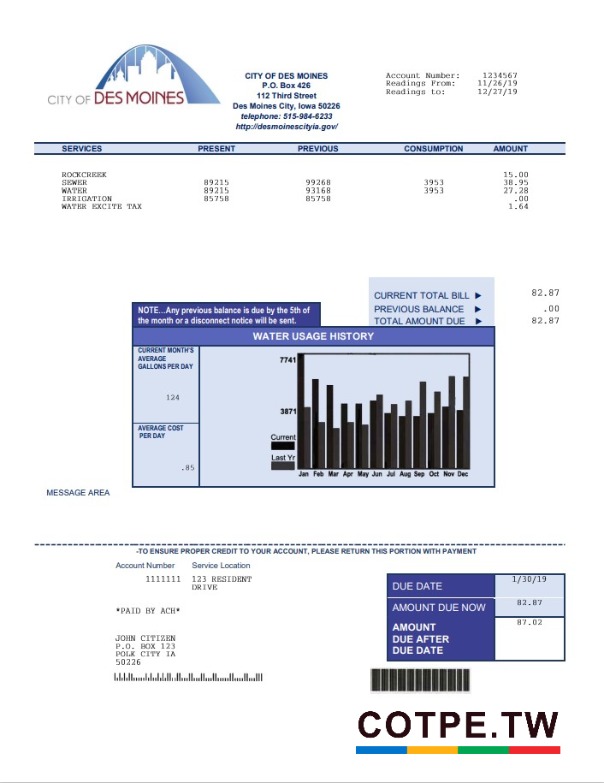 CITY OF DES MOINES
CITY OF DES MOINES
P.O. Box 426
112 Third Street
Des Moines City, Iowa 50226
telephone: 515-984-6233
http://desmoinescityia.gov/
Account Number: 1234567
Readings From: 11/26/19
Readings to: 12/27/19
SERVICES PRESENT PREVIOUS CONSUMPTION AMOUNT
ROCKCREEK 15.00
SEWER 89215 99268 3953 38.95
WATER 89215 93168 3953 27.28
IRRIGATION 85758 85758 .00
WATER EXCITE TAX 1.64
CURRENT TOTAL BILL ▶ 82.87
PREVIOUS BALANCE ▶ .00
TOTAL AMOUNT DUE ▶ 82.87
NOTE...Any previous balance is due by the 5th of
the month or a disconnect notice will be sent.
WATER USAGE HISTORY
CURRENT MONTH'S
AVERAGE
GALLONS PER DAY
124
AVERAGE COST
PER DAY
.85
7741
3871
Current
Last Yr
Jan Feb Mar Apr May Jun Jul Aug Sep Oct Nov Dec
MESSAGE AREA
-TO ENSURE PROPER CREDIT TO YOUR ACCOUNT, PLEASE RETURN THIS PORTION WITH PAYMENT
Account Number Service Location
1111111 123 RESIDENT
DRIVE
*PAID BY ACH*
JOHN CITIZEN
P.O. BOX 123
POLK CITY IA
50226
DUE DATE 1/30/19
AMOUNT DUE NOW 82.87
AMOUNT
DUE AFTER
DUE DATE
87.02
COTPE.TW